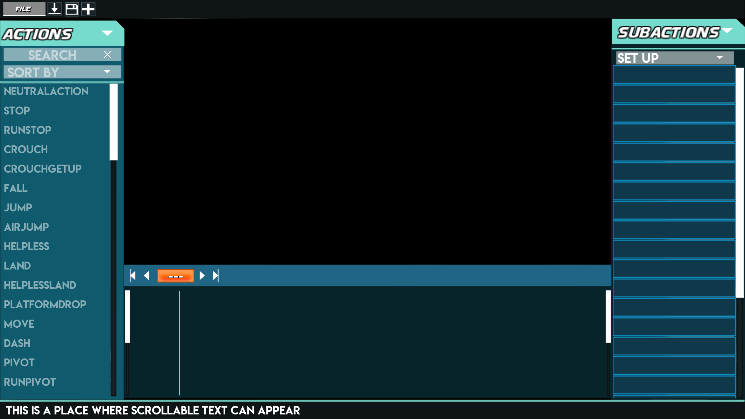 FILE
ACTIONS
SEARCH
SORT BY
NEUTRALACTION
STOP
RUNSTOP
CROUCH
CROUCHGETUP
FALL
JUMP
AIRJUMP
HELPLESS
LAND
HELPLESSLAND
PLATFORMDROP
MOVE
DASH
PIVOT
RUNPIVOT
---
SUBACTIONS
SET UP
THIS IS A PLACE WHERE SCROLLABLE TEXT CAN APPEAR